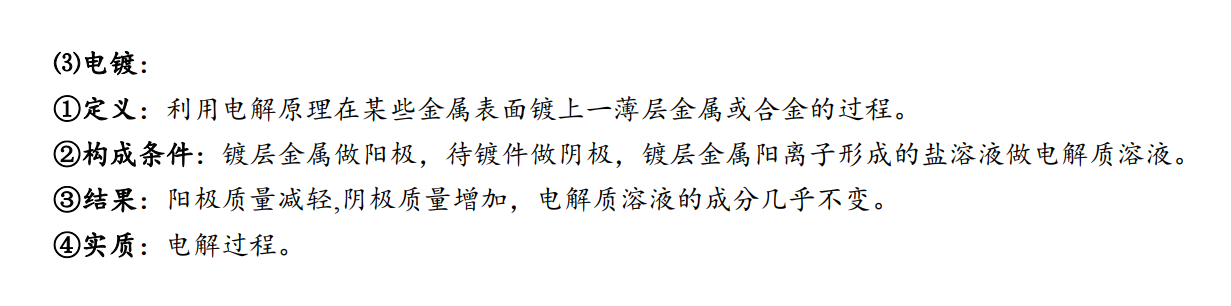 ⑶电镀：
①定义：利用电解原理在某些金属表面镀上一薄层金属或合金的过程。
②构成条件：镀层金属做阳极，待镀件做阴极，镀层金属阳离子形成的盐溶液做电解质溶液。
③结果：阳极质量减轻,阴极质量增加，电解质溶液的成分几乎不变。
④实质：电解过程。